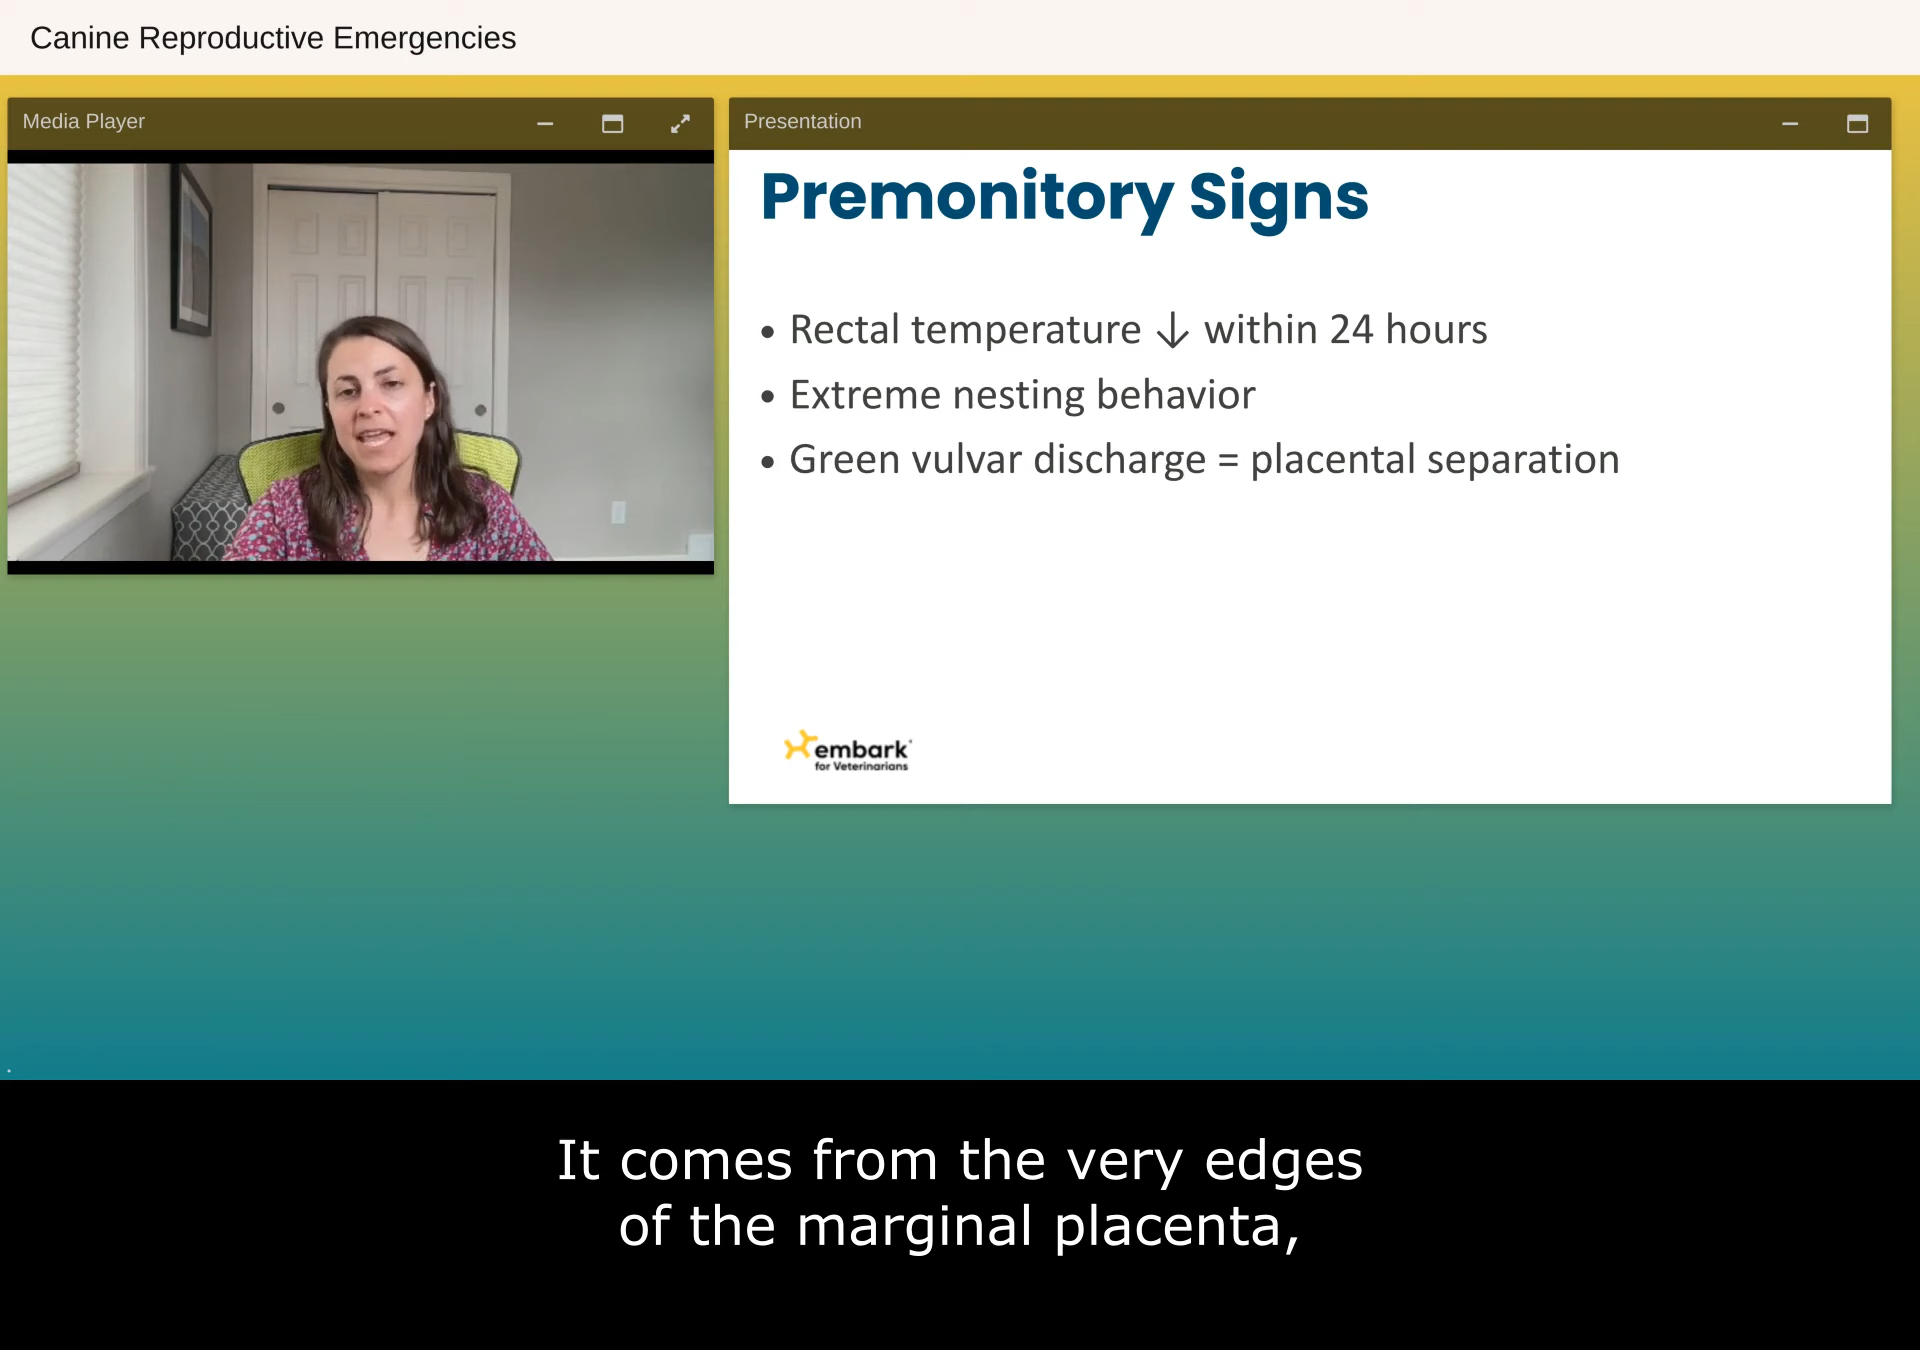 Canine Reproductive Emergencies
Media Player
Presentation
Premonitory Signs
• Rectal temperature ↓ within 24 hours
• Extreme nesting behavior
• Green vulvar discharge = placental separation
embark
for Veterinarians
It comes from the very edges
of the marginal placenta,